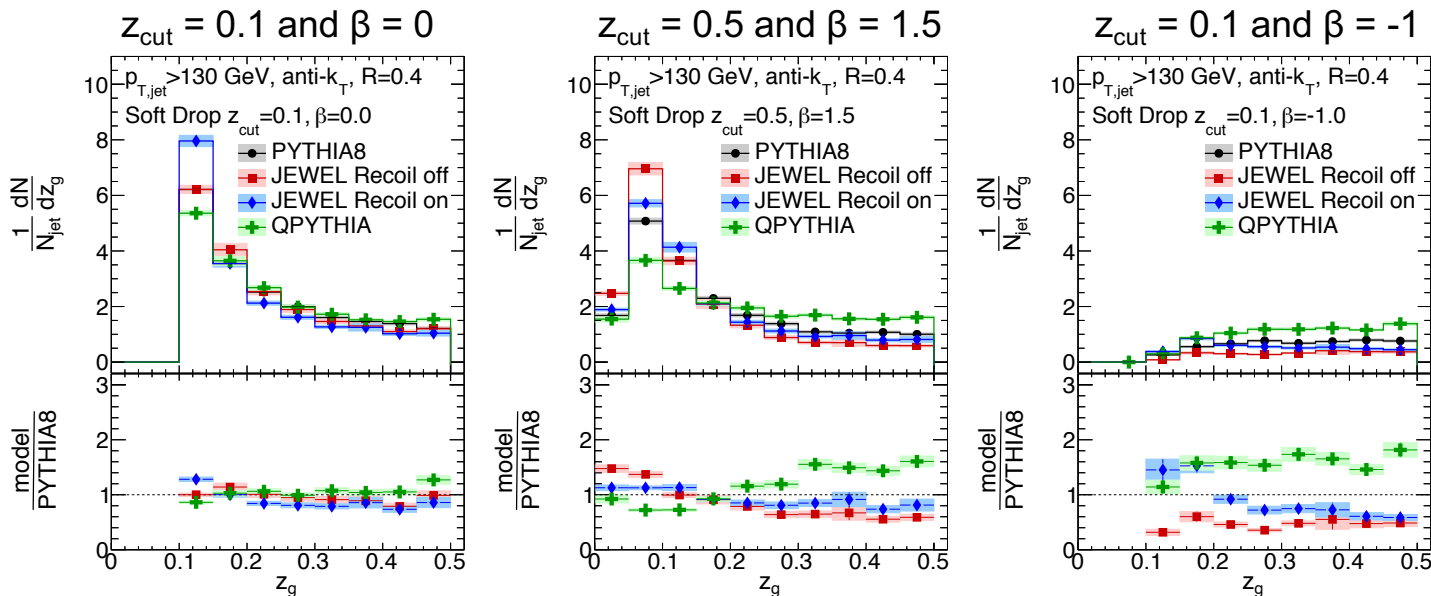 z_cut = 0.1 and β = 0
p_T,jet >130 GeV, anti-k_T, R=0.4
Soft Drop z_cut=0.1, β=0.0
PYTHIA8
JEWEL Recoil off
JEWEL Recoil on
QPYTHIA
1/N_jet dN/dz_g
10
8
6
4
2
0
model/PYTHIA8
3
2
1
0
0 0.1 0.2 0.3 0.4 0.5
z_g
z_cut = 0.5 and β = 1.5
p_T,jet >130 GeV, anti-k_T, R=0.4
Soft Drop z_cut=0.5, β=1.5
PYTHIA8
JEWEL Recoil off
JEWEL Recoil on
QPYTHIA
1/N_jet dN/dz_g
10
8
6
4
2
0
model/PYTHIA8
3
2
1
0
0 0.1 0.2 0.3 0.4 0.5
z_g
z_cut = 0.1 and β = -1
p_T,jet >130 GeV, anti-k_T, R=0.4
Soft Drop z_cut=0.1, β=-1.0
PYTHIA8
JEWEL Recoil off
JEWEL Recoil on
QPYTHIA
1/N_jet dN/dz_g
10
8
6
4
2
0
model/PYTHIA8
3
2
1
0
0 0.1 0.2 0.3 0.4 0.5
z_g